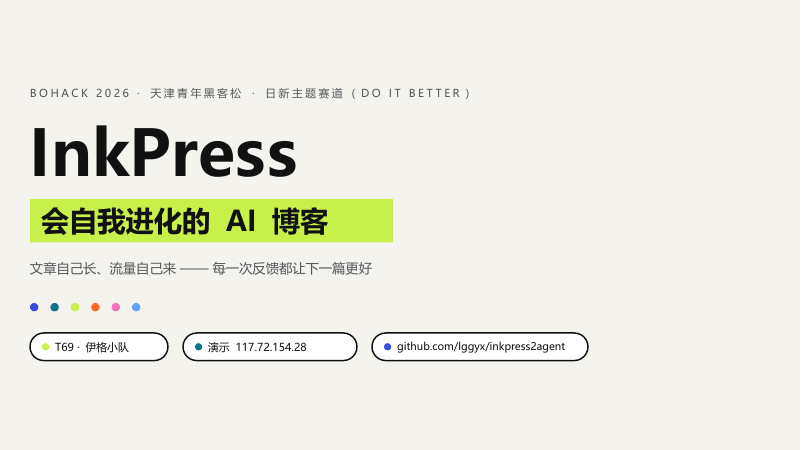 BOHACK 2026 · 天津青年黑客松 · 日新主题赛道（DO IT BETTER）
InkPress
会自我进化的 AI 博客
文章自己长、流量自己来 —— 每一次反馈都让下一篇更好
T69 · 伊格小队
演示 117.72.154.28
github.com/lggyx/inkpress2agent